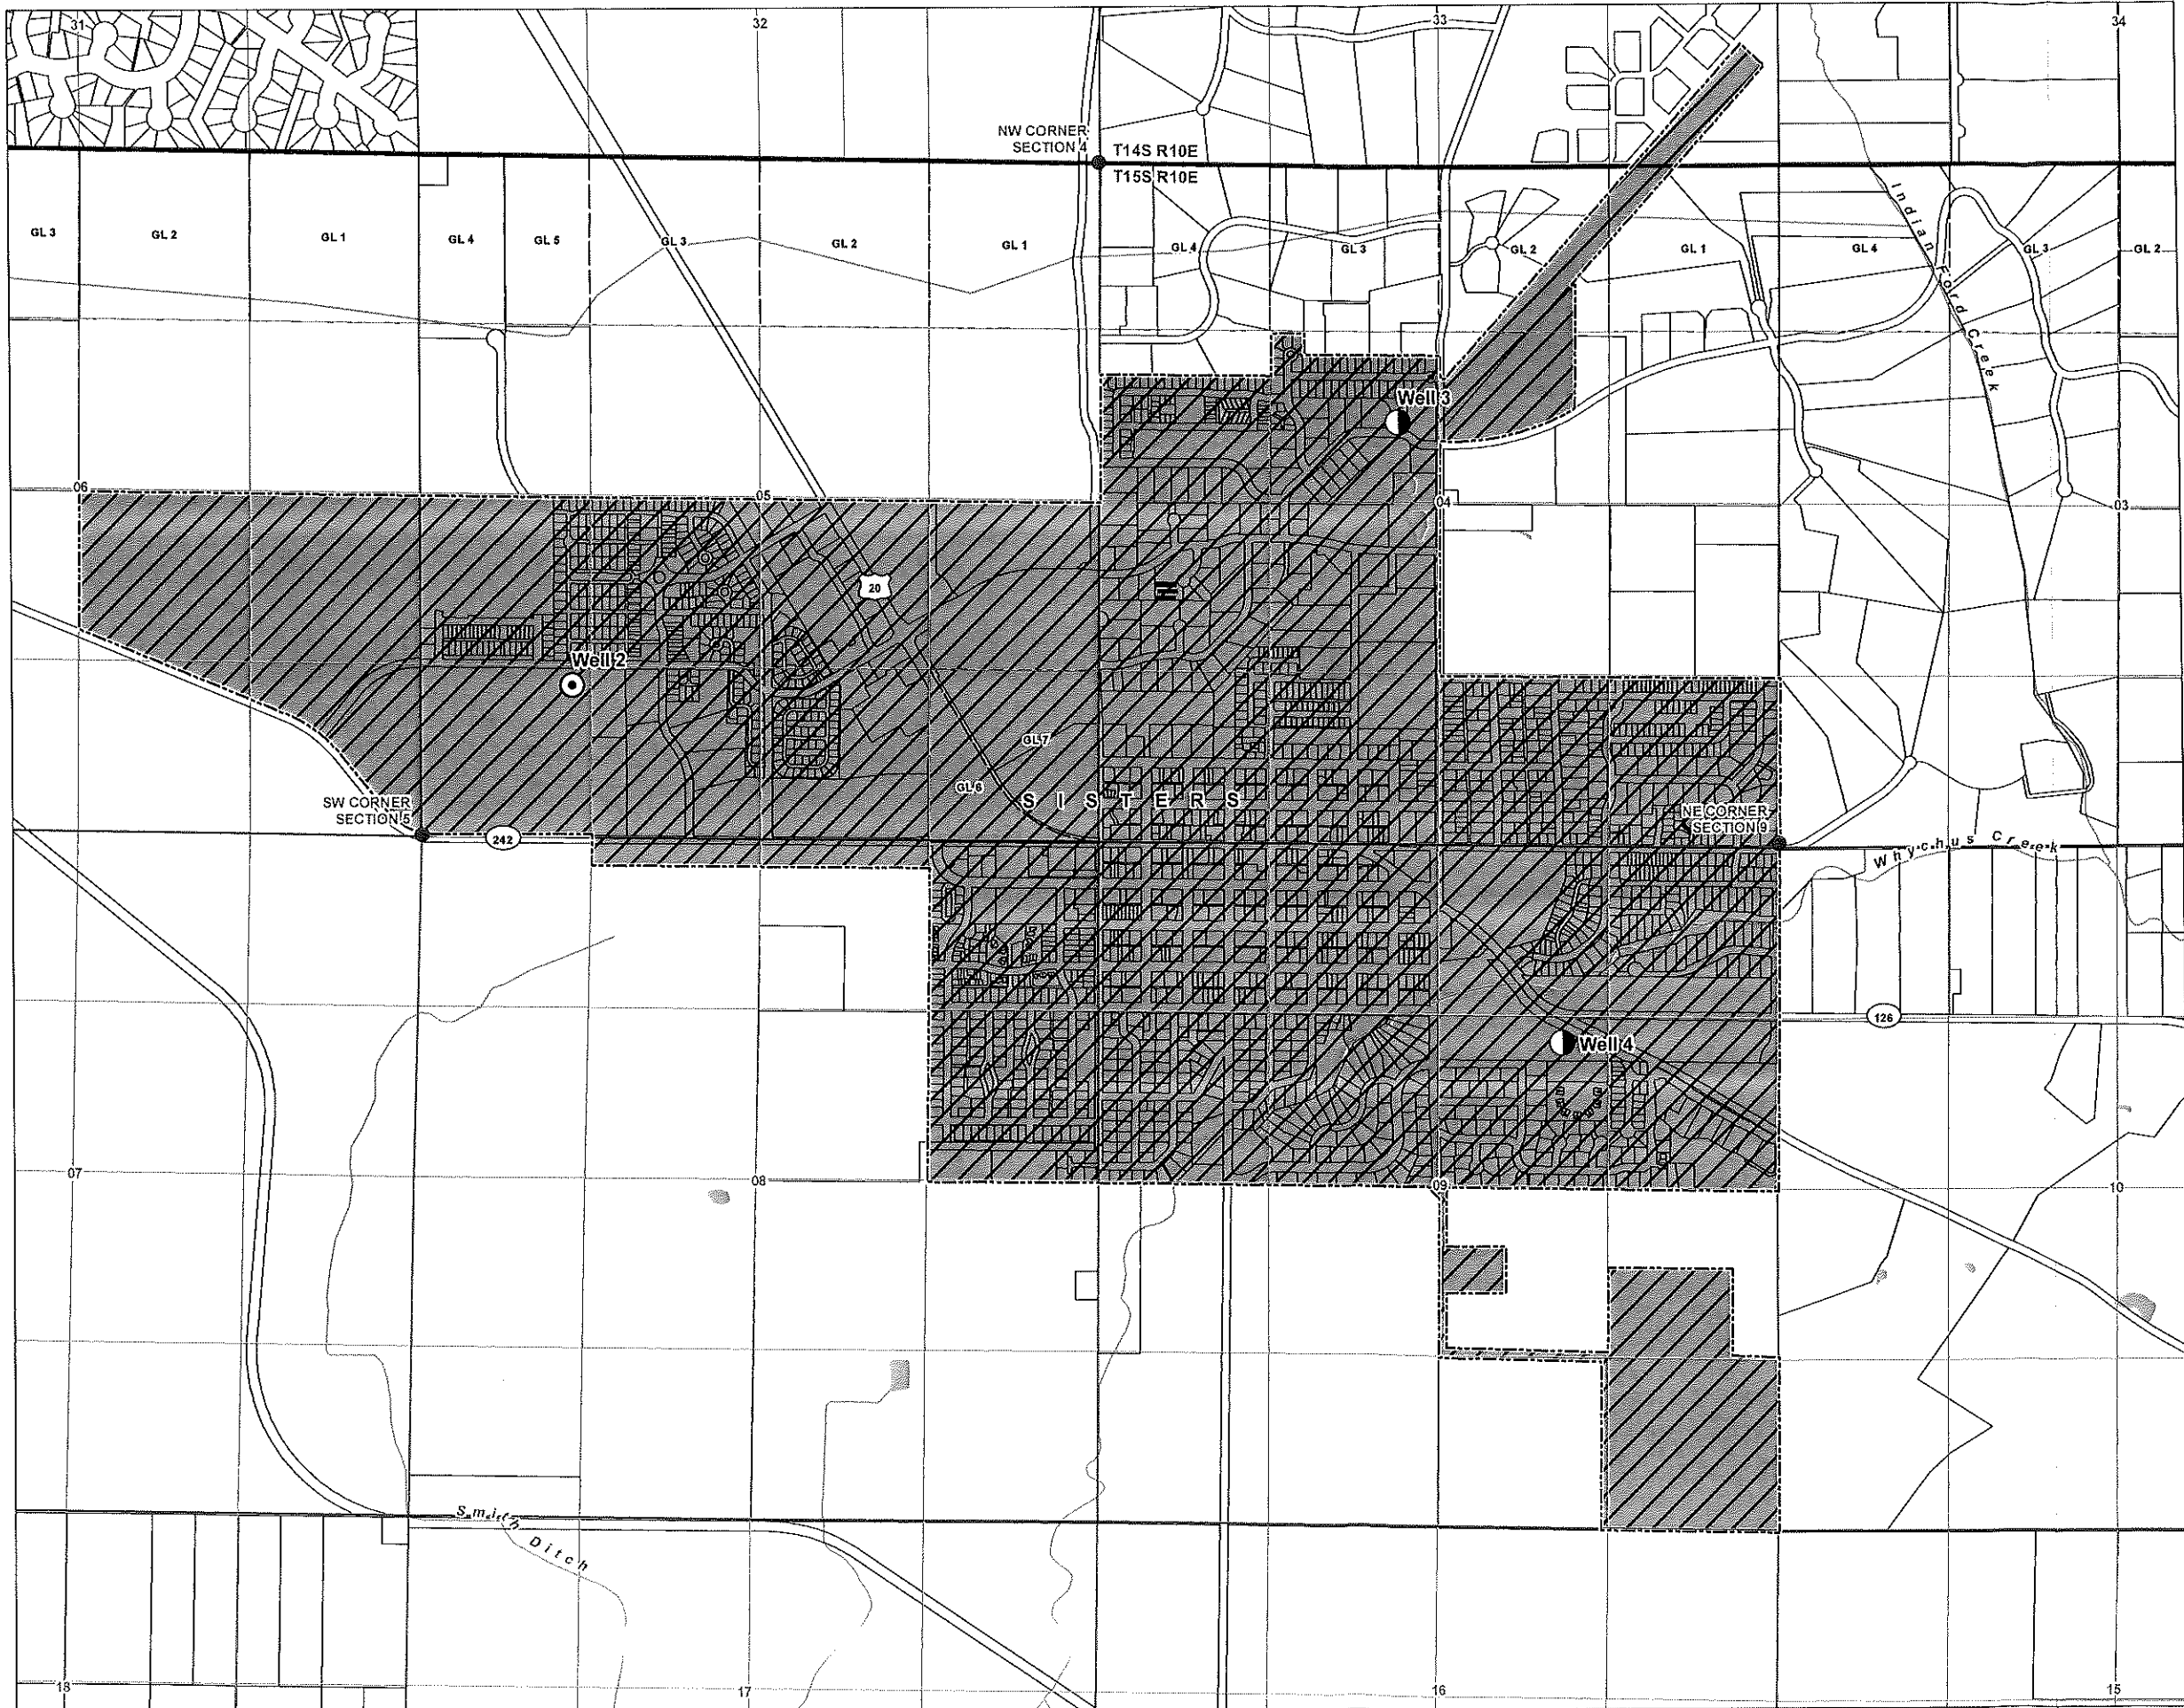 31
32
33
34
NW CORNER
SECTION 4
T14S R10E
T15S R10E
GL 3
GL 2
GL 1
GL 4
GL 5
GL 3
GL 2
GL 1
GL 4
GL 3
GL 2
GL 1
GL 4
GL 3
GL 2
Indian Ford Creek
Well 3
06
05
04
03
20
Well 2
GL 7
GL 6
SISTERS
SW CORNER
SECTION 5
242
NE CORNER
SECTION 9
Whychus Creek
126
Well 4
07
08
09
10
Smith Ditch
18
17
16
15